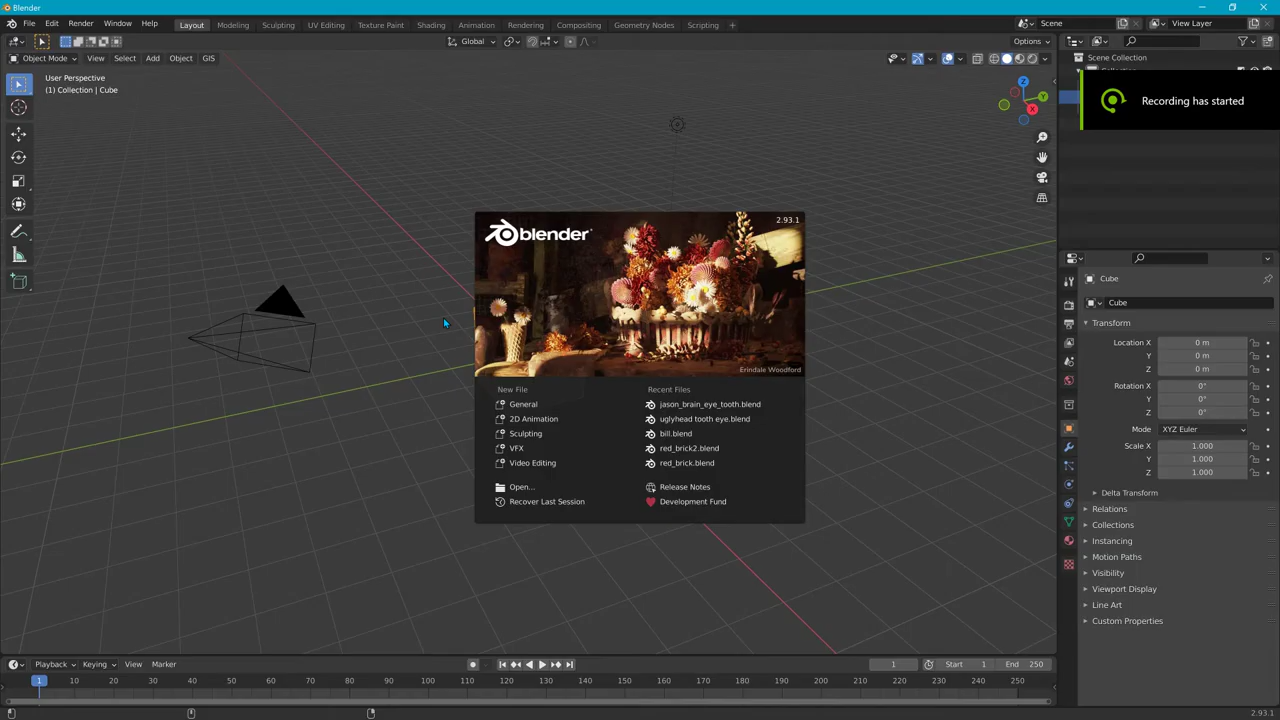 Blender
File Edit Render Window Help
Layout Modeling Sculpting UV Editing Texture Paint Shading Animation Rendering Compositing Geometry Nodes Scripting +
Scene
View Layer
Global
Options
Object Mode View Select Add Object GIS
User Perspective
(1) Collection | Cube
Z
Y
X
Scene Collection
Recording has started
blender
2.93.1
Erindale Woodford
New File
General
2D Animation
Sculpting
VFX
Video Editing
Open...
Recover Last Session
Recent Files
jason_brain_eye_tooth.blend
uglyhead tooth eye.blend
bill.blend
red_brick2.blend
red_brick.blend
Release Notes
Development Fund
Cube
Cube
Transform
Location X 0 m
Y 0 m
Z 0 m
Rotation X 0°
Y 0°
Z 0°
Mode XYZ Euler
Scale X 1.000
Y 1.000
Z 1.000
Delta Transform
Relations
Collections
Instancing
Motion Paths
Visibility
Viewport Display
Line Art
Custom Properties
Playback Keying View Marker
1
Start 1
End 250
1 10 20 30 40 50 60 70 80 90 100 110 120 130 140 150 160 170 180 190 200 210 220 230 240 250
2.93.1